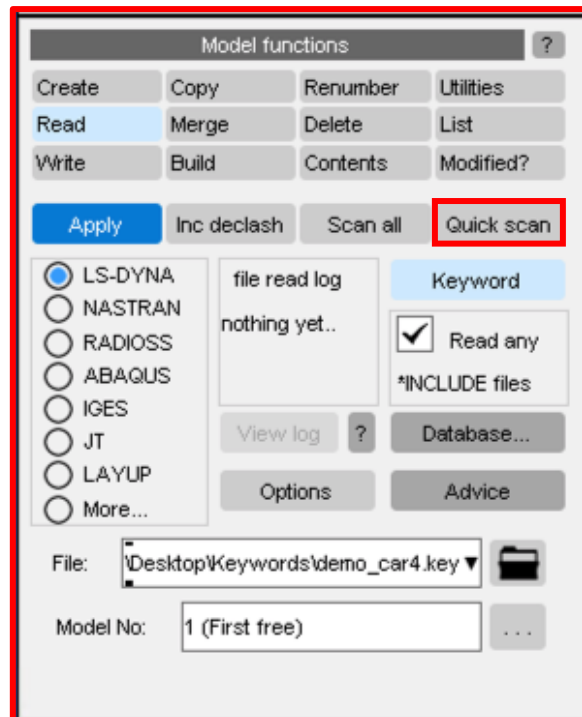 Model functions ?
Create Copy Renumber Utilities
Read Merge Delete List
Write Build Contents Modified?
Apply Inc declash Scan all Quick scan
LS-DYNA
NASTRAN
RADIOSS
ABAQUS
IGES
JT
LAYUP
More...
file read log
nothing yet..
View log ?
Options
Keyword
Read any
*INCLUDE files
Database...
Advice
File: \Desktop\Keywords\demo_car4.key
Model No: 1 (First free) ...